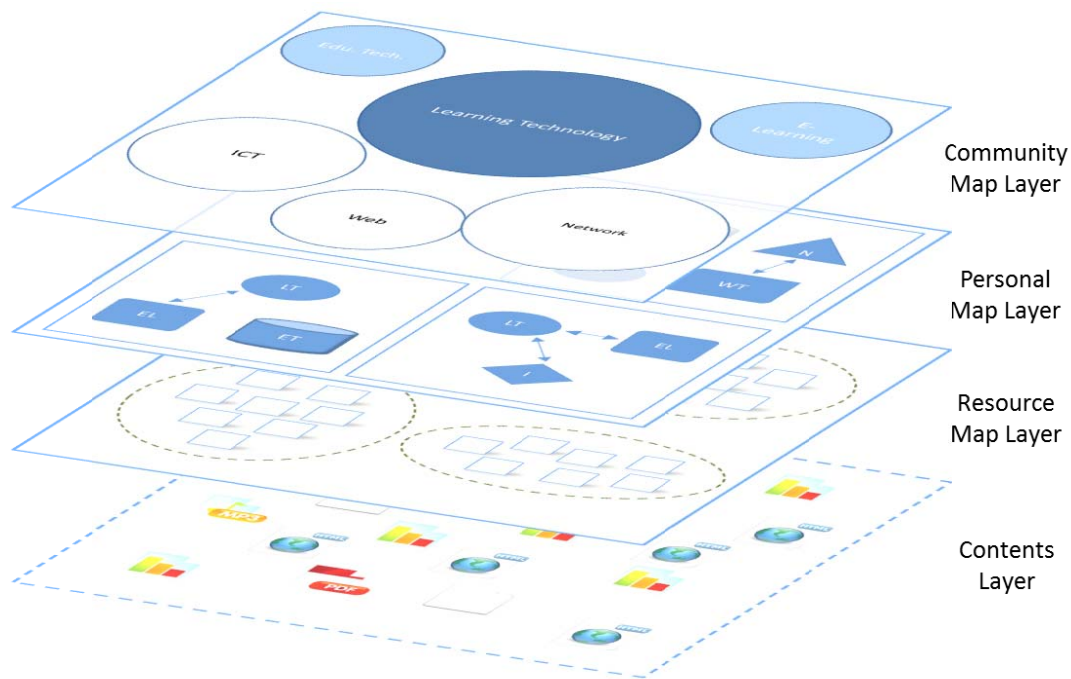 Edu. Tech.
Learning Technology
E-
Learning
ICT
Web
Network
Community
Map Layer
N
WT
LT
EL
ET
LT
EL
I
Personal
Map Layer
Resource
Map Layer
MP3
HTML
HTML
HTML
HTML
PDF
HTML
Contents
Layer